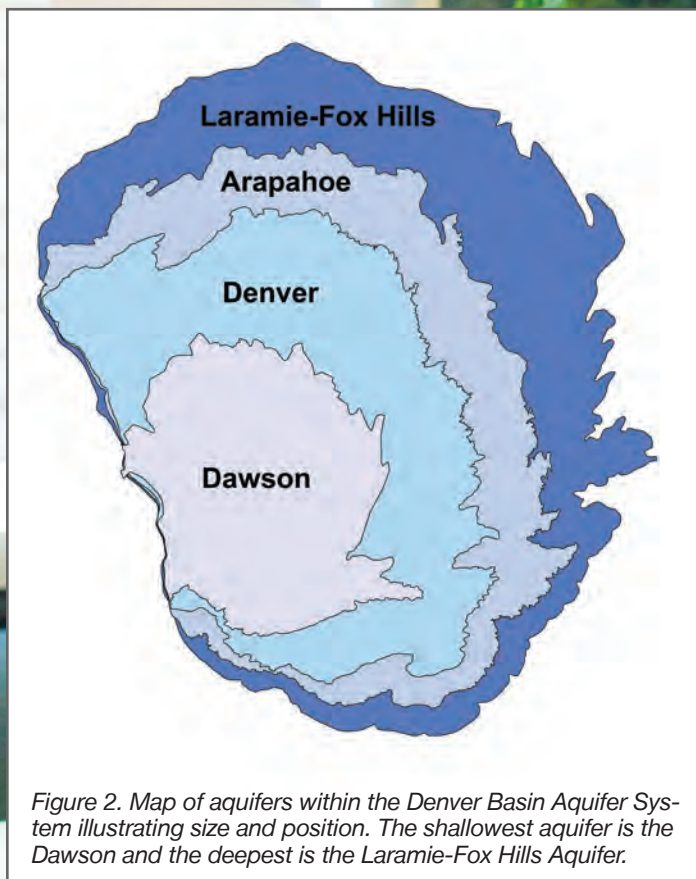 Laramie-Fox Hills
Arapahoe
Denver
Dawson
Figure 2. Map of aquifers within the Denver Basin Aquifer Sys-
tem illustrating size and position. The shallowest aquifer is the
Dawson and the deepest is the Laramie-Fox Hills Aquifer.